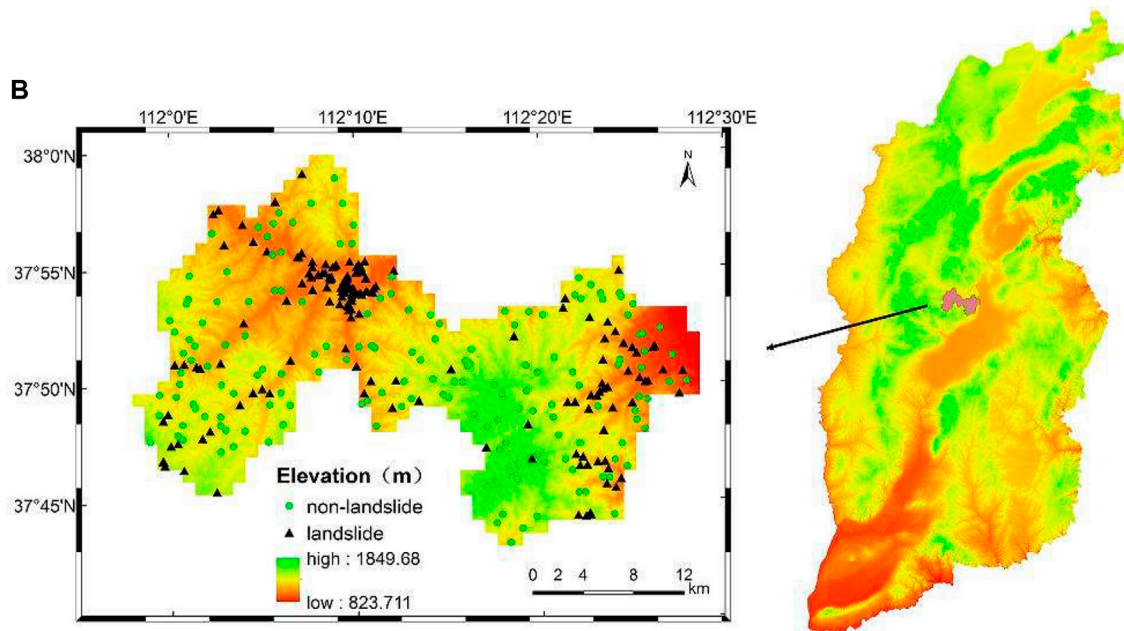 B
112°0'E 112°10'E 112°20'E 112°30'E
38°0'N
37°55'N
37°50'N
37°45'N
N
Elevation（m）
non-landslide
landslide
high : 1849.68
low : 823.711
0 2 4 8 12
km